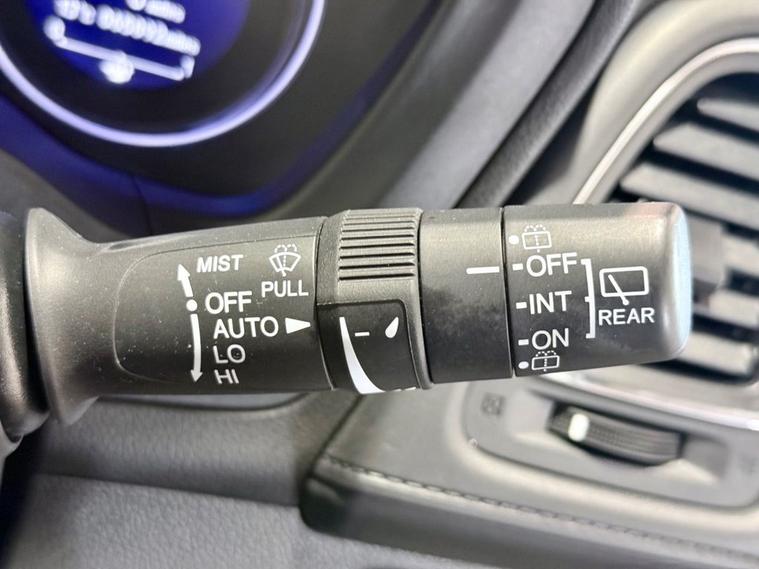 MIST
PULL
OFF
AUTO
LO
HI
OFF
INT
ON
REAR